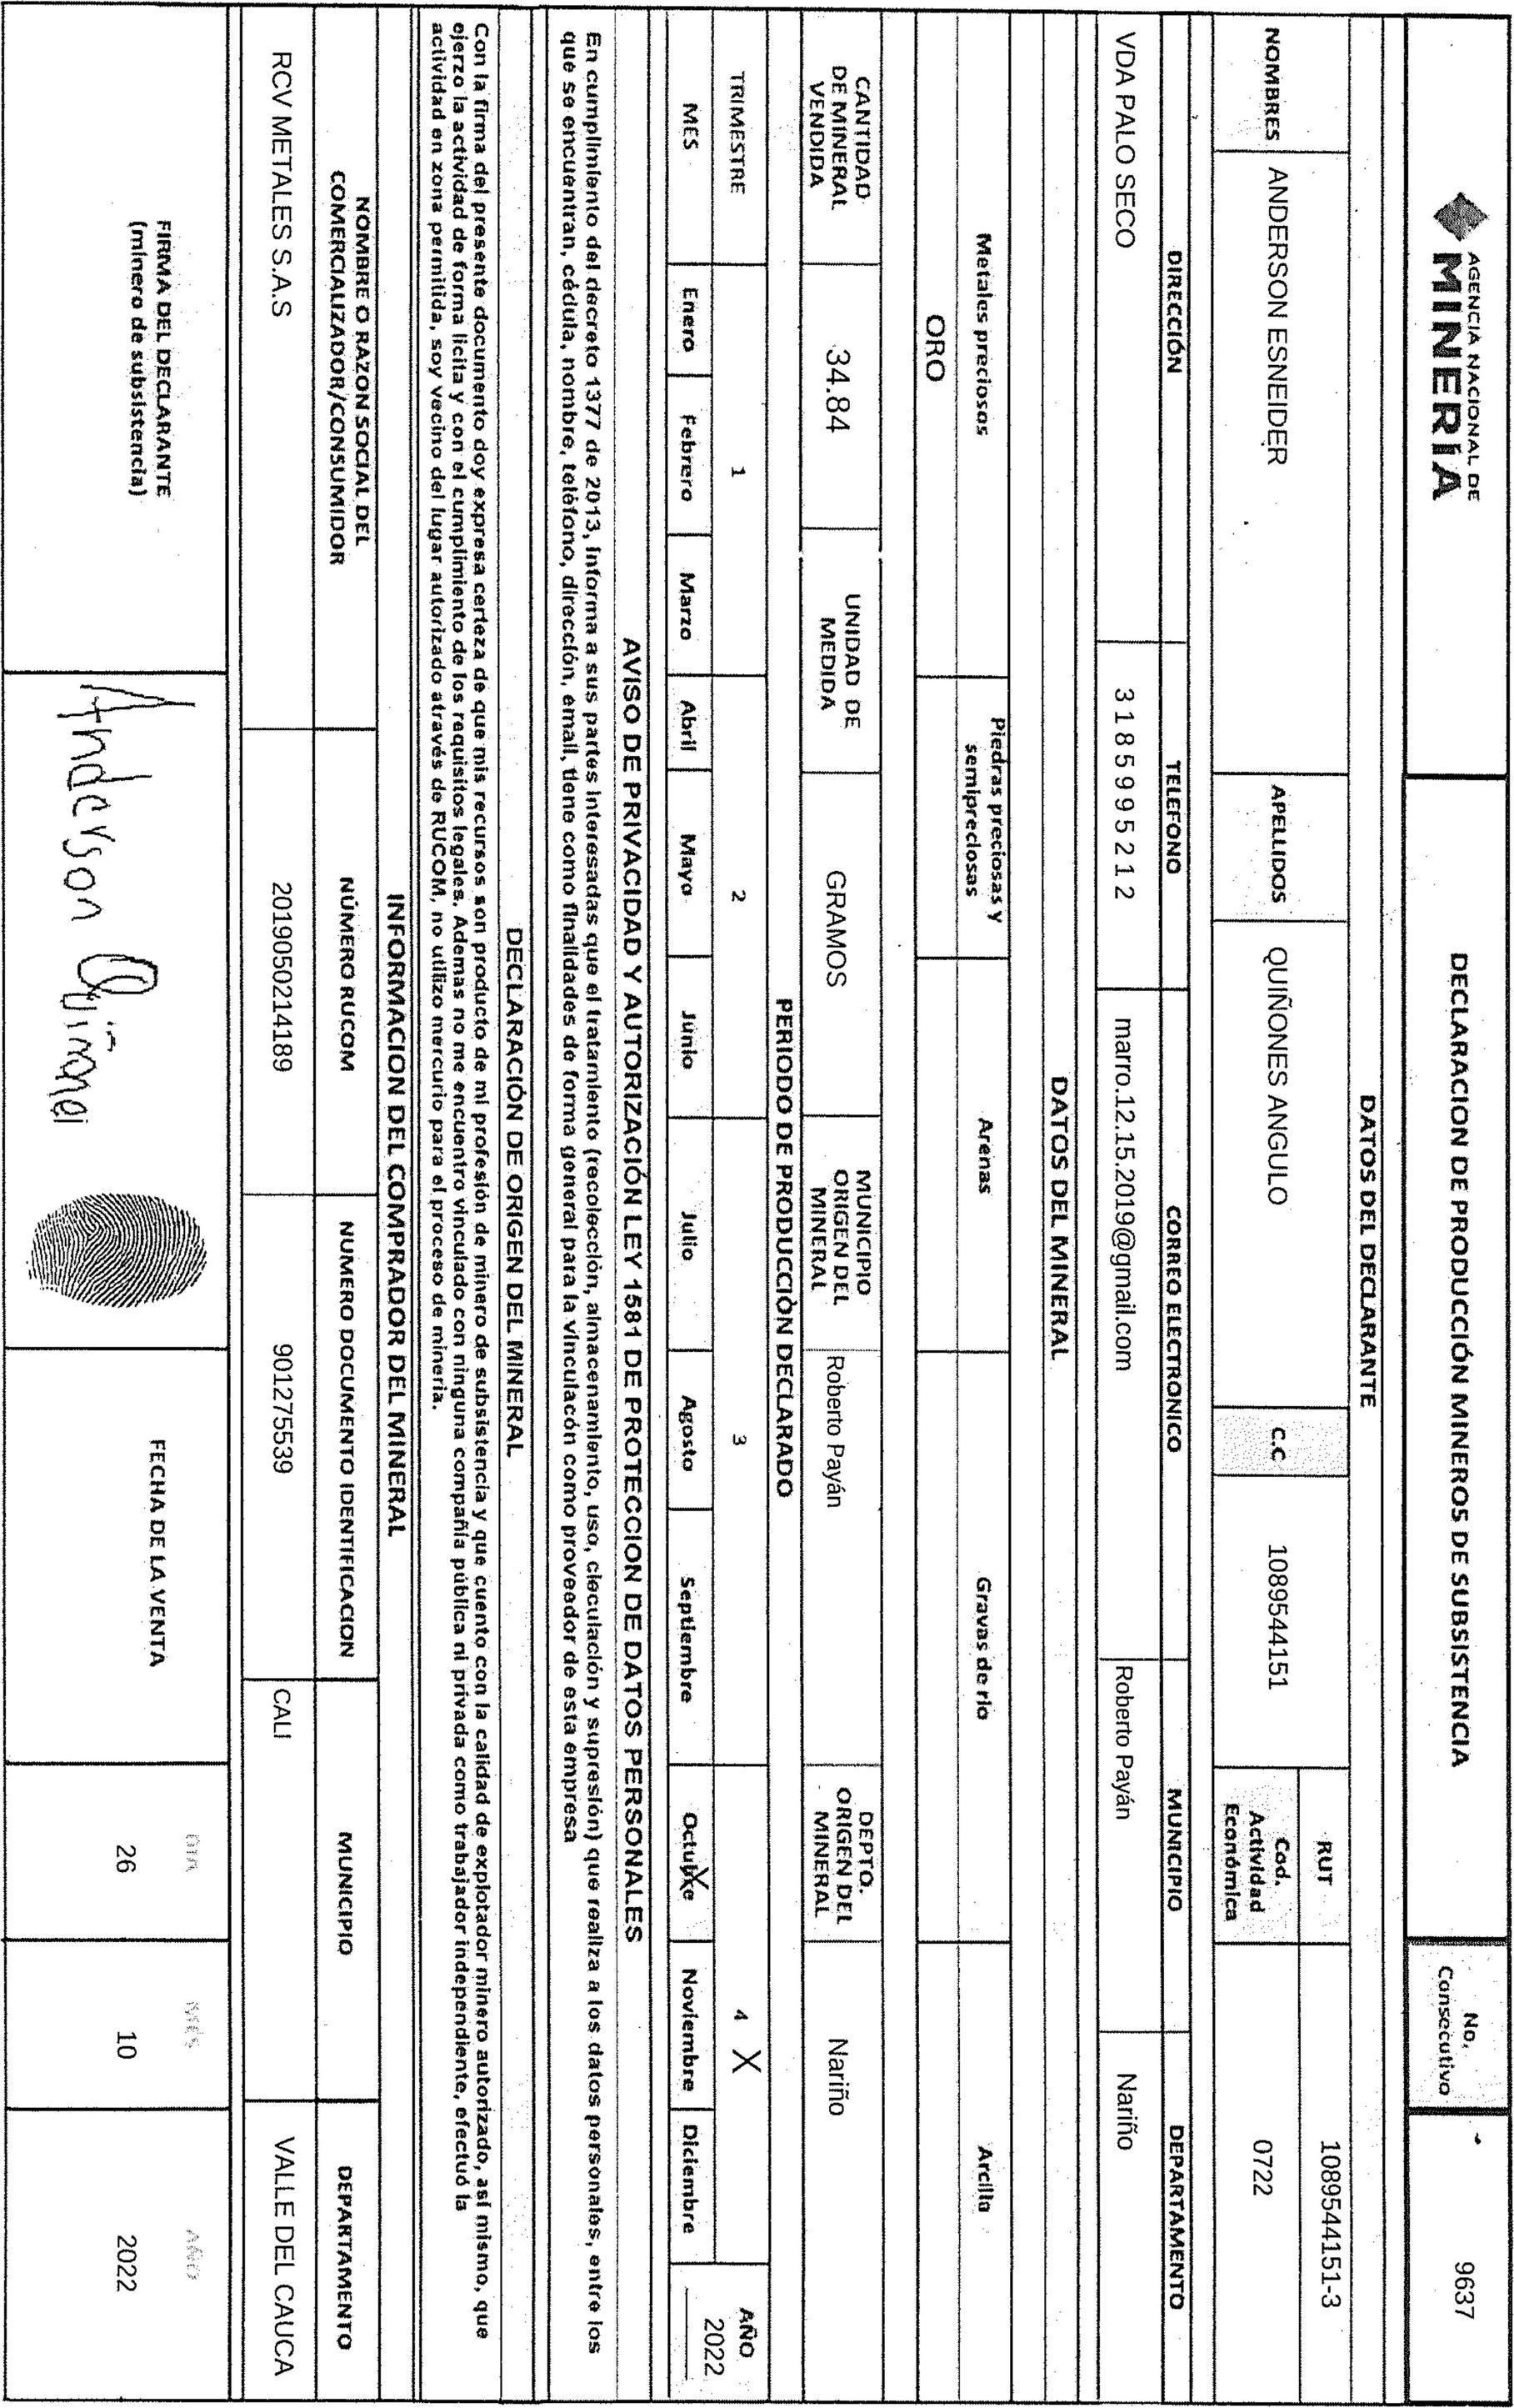 AGENCIA NACIONAL DE
MINERÍA
DECLARACION DE PRODUCCIÓN MINEROS DE SUBSISTENCIA
No.
Consecutivo
9637
DATOS DEL DECLARANTE
NOMBRES
ANDERSON ESNEIDER
APELLIDOS
QUIÑONES ANGULO
C.C
1089544151
RUT
1089544151-3
Cod.
Actividad
Económica
0722
DIRECCIÓN
TELEFONO
CORREO ELECTRONICO
MUNICIPIO
DEPARTAMENTO
VDA PALO SECO
3185995212
marro.12.15.2019@gmail.com
Roberto Payán
Nariño
DATOS DEL MINERAL
Metales preciosos
Piedras preciosas y
semipreciosas
Arenas
Gravas de rio
Arcilla
ORO
CANTIDAD
DE MINERAL
VENDIDA
34.84
UNIDAD DE
MEDIDA
GRAMOS
MUNICIPIO
ORIGEN DEL
MINERAL
Roberto Payán
DEPTO.
ORIGEN DEL
MINERAL
Nariño
PERIODO DE PRODUCCIÒN DECLARADO
TRIMESTRE
1
2
3
4 X
AÑO
2022
MES
Enero
Febrero
Marzo
Abril
Mayo
Junio
Julio
Agosto
Septiembre
Octubre X
Noviembre
Diciembre
AVISO DE PRIVACIDAD Y AUTORIZACIÓN LEY 1581 DE PROTECCION DE DATOS PERSONALES
En cumplimiento del decreto 1377 de 2013, Informa a sus partes interesadas que el tratamiento (recolección, almacenamiento, uso, circulación y supresión) que realiza a los datos personales, entre los
que se encuentran, cédula, nombre, teléfono, dirección, email, tiene como finalidades de forma general para la vinculacón como proveedor de esta empresa
DECLARACIÓN DE ORIGEN DEL MINERAL
Con la firma del presente documento doy expresa certeza de que mis recursos son producto de mi profesión de minero de subsistencia y que cuento con la calidad de explotador minero autorizado, así mismo, que
ejerzo la actividad de forma licita y con el cumplimiento de los requisitos legales. Ademas no me encuentro vinculado con ninguna compañía pública ni privada como trabsjador independiente, efectuó la
actividad en zona permitida, soy vecino del lugar autorizado através de RUCOM, no utilizo mercurio para el proceso de mineria.
INFORMACION DEL COMPRADOR DEL MINERAL
NOMBRE O RAZON SOCIAL DEL
COMERCIALIZADOR/CONSUMIDOR
NÚMERO RUCOM
NUMERO DOCUMENTO IDENTIFICACION
MUNICIPIO
DEPARTAMENTO
RCV METALES S.A.S
2019050214189
901275539
CALI
VALLE DEL CAUCA
FIRMA DEL DECLARANTE
(minero de subsistencia)
Anderson Quiñonei
FECHA DE LA VENTA
DIA
MES
AÑO
26
10
2022